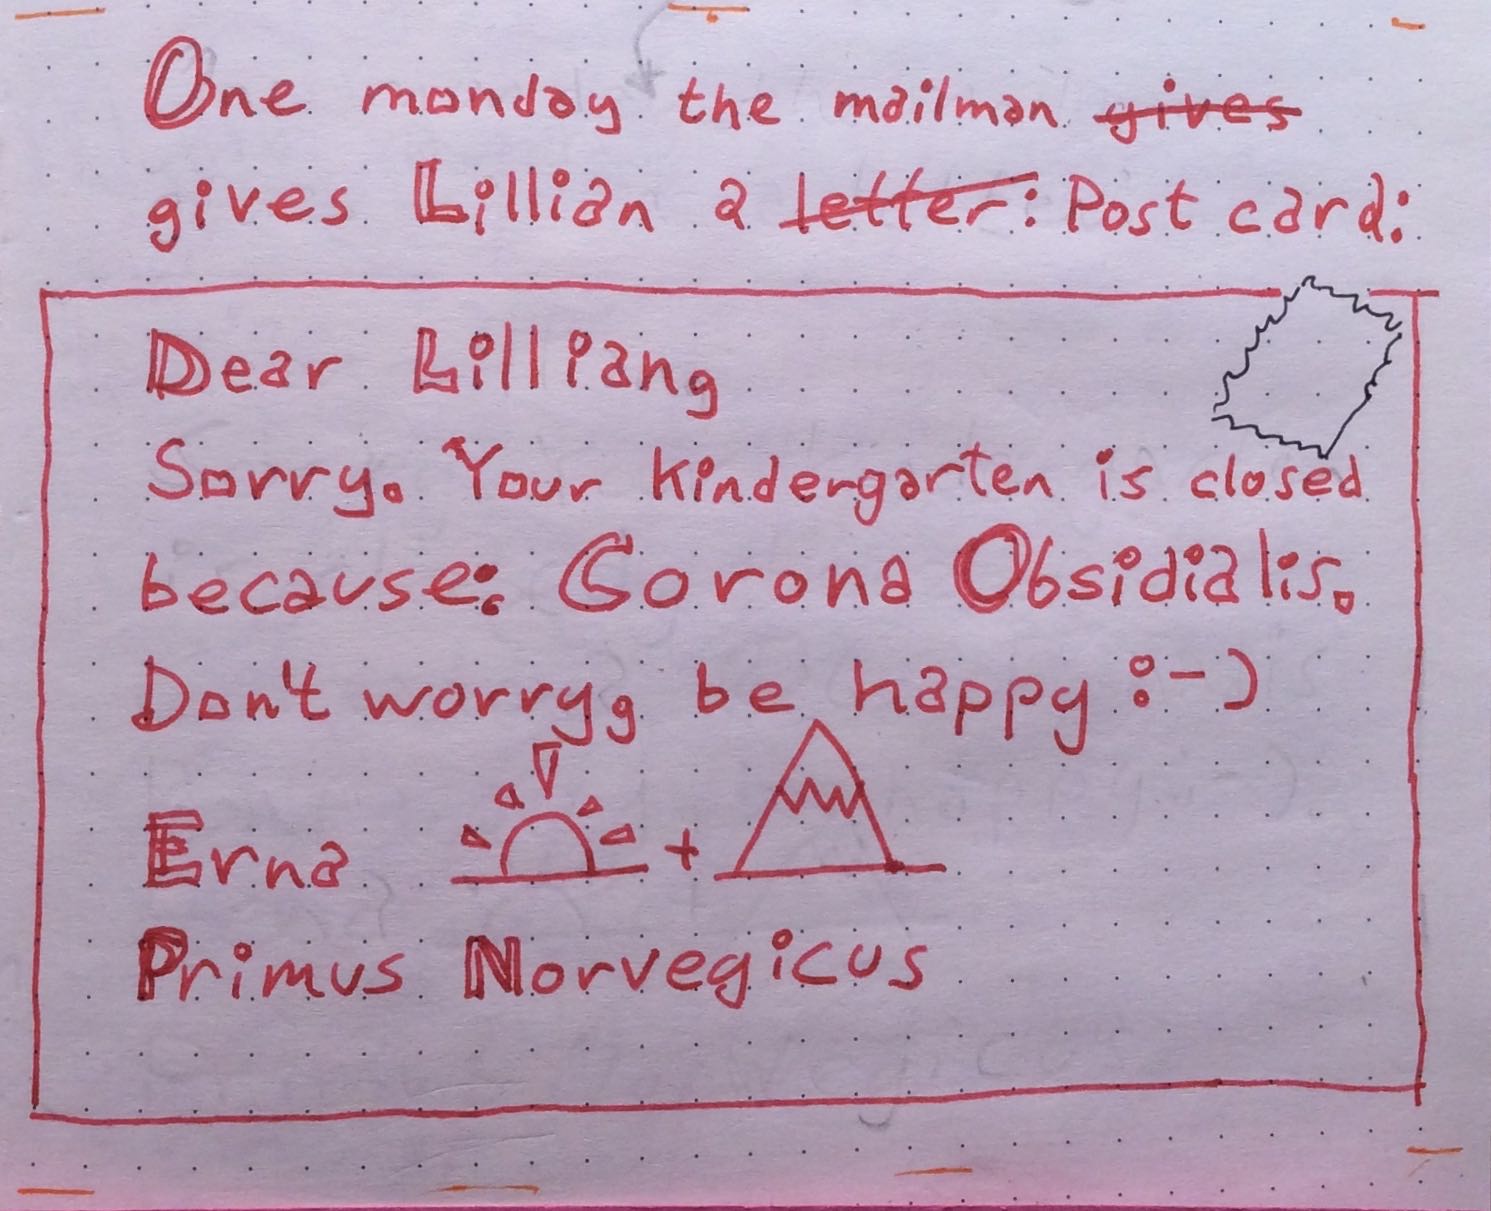 One monday the mailman gives
gives Lillian a letter: Post card:
Dear Lillian,
Sorry. Your kindergarten is closed
because: Corona Obsidialis.
Don't worry, be happy :-)
Erna +
Primus Norvegicus